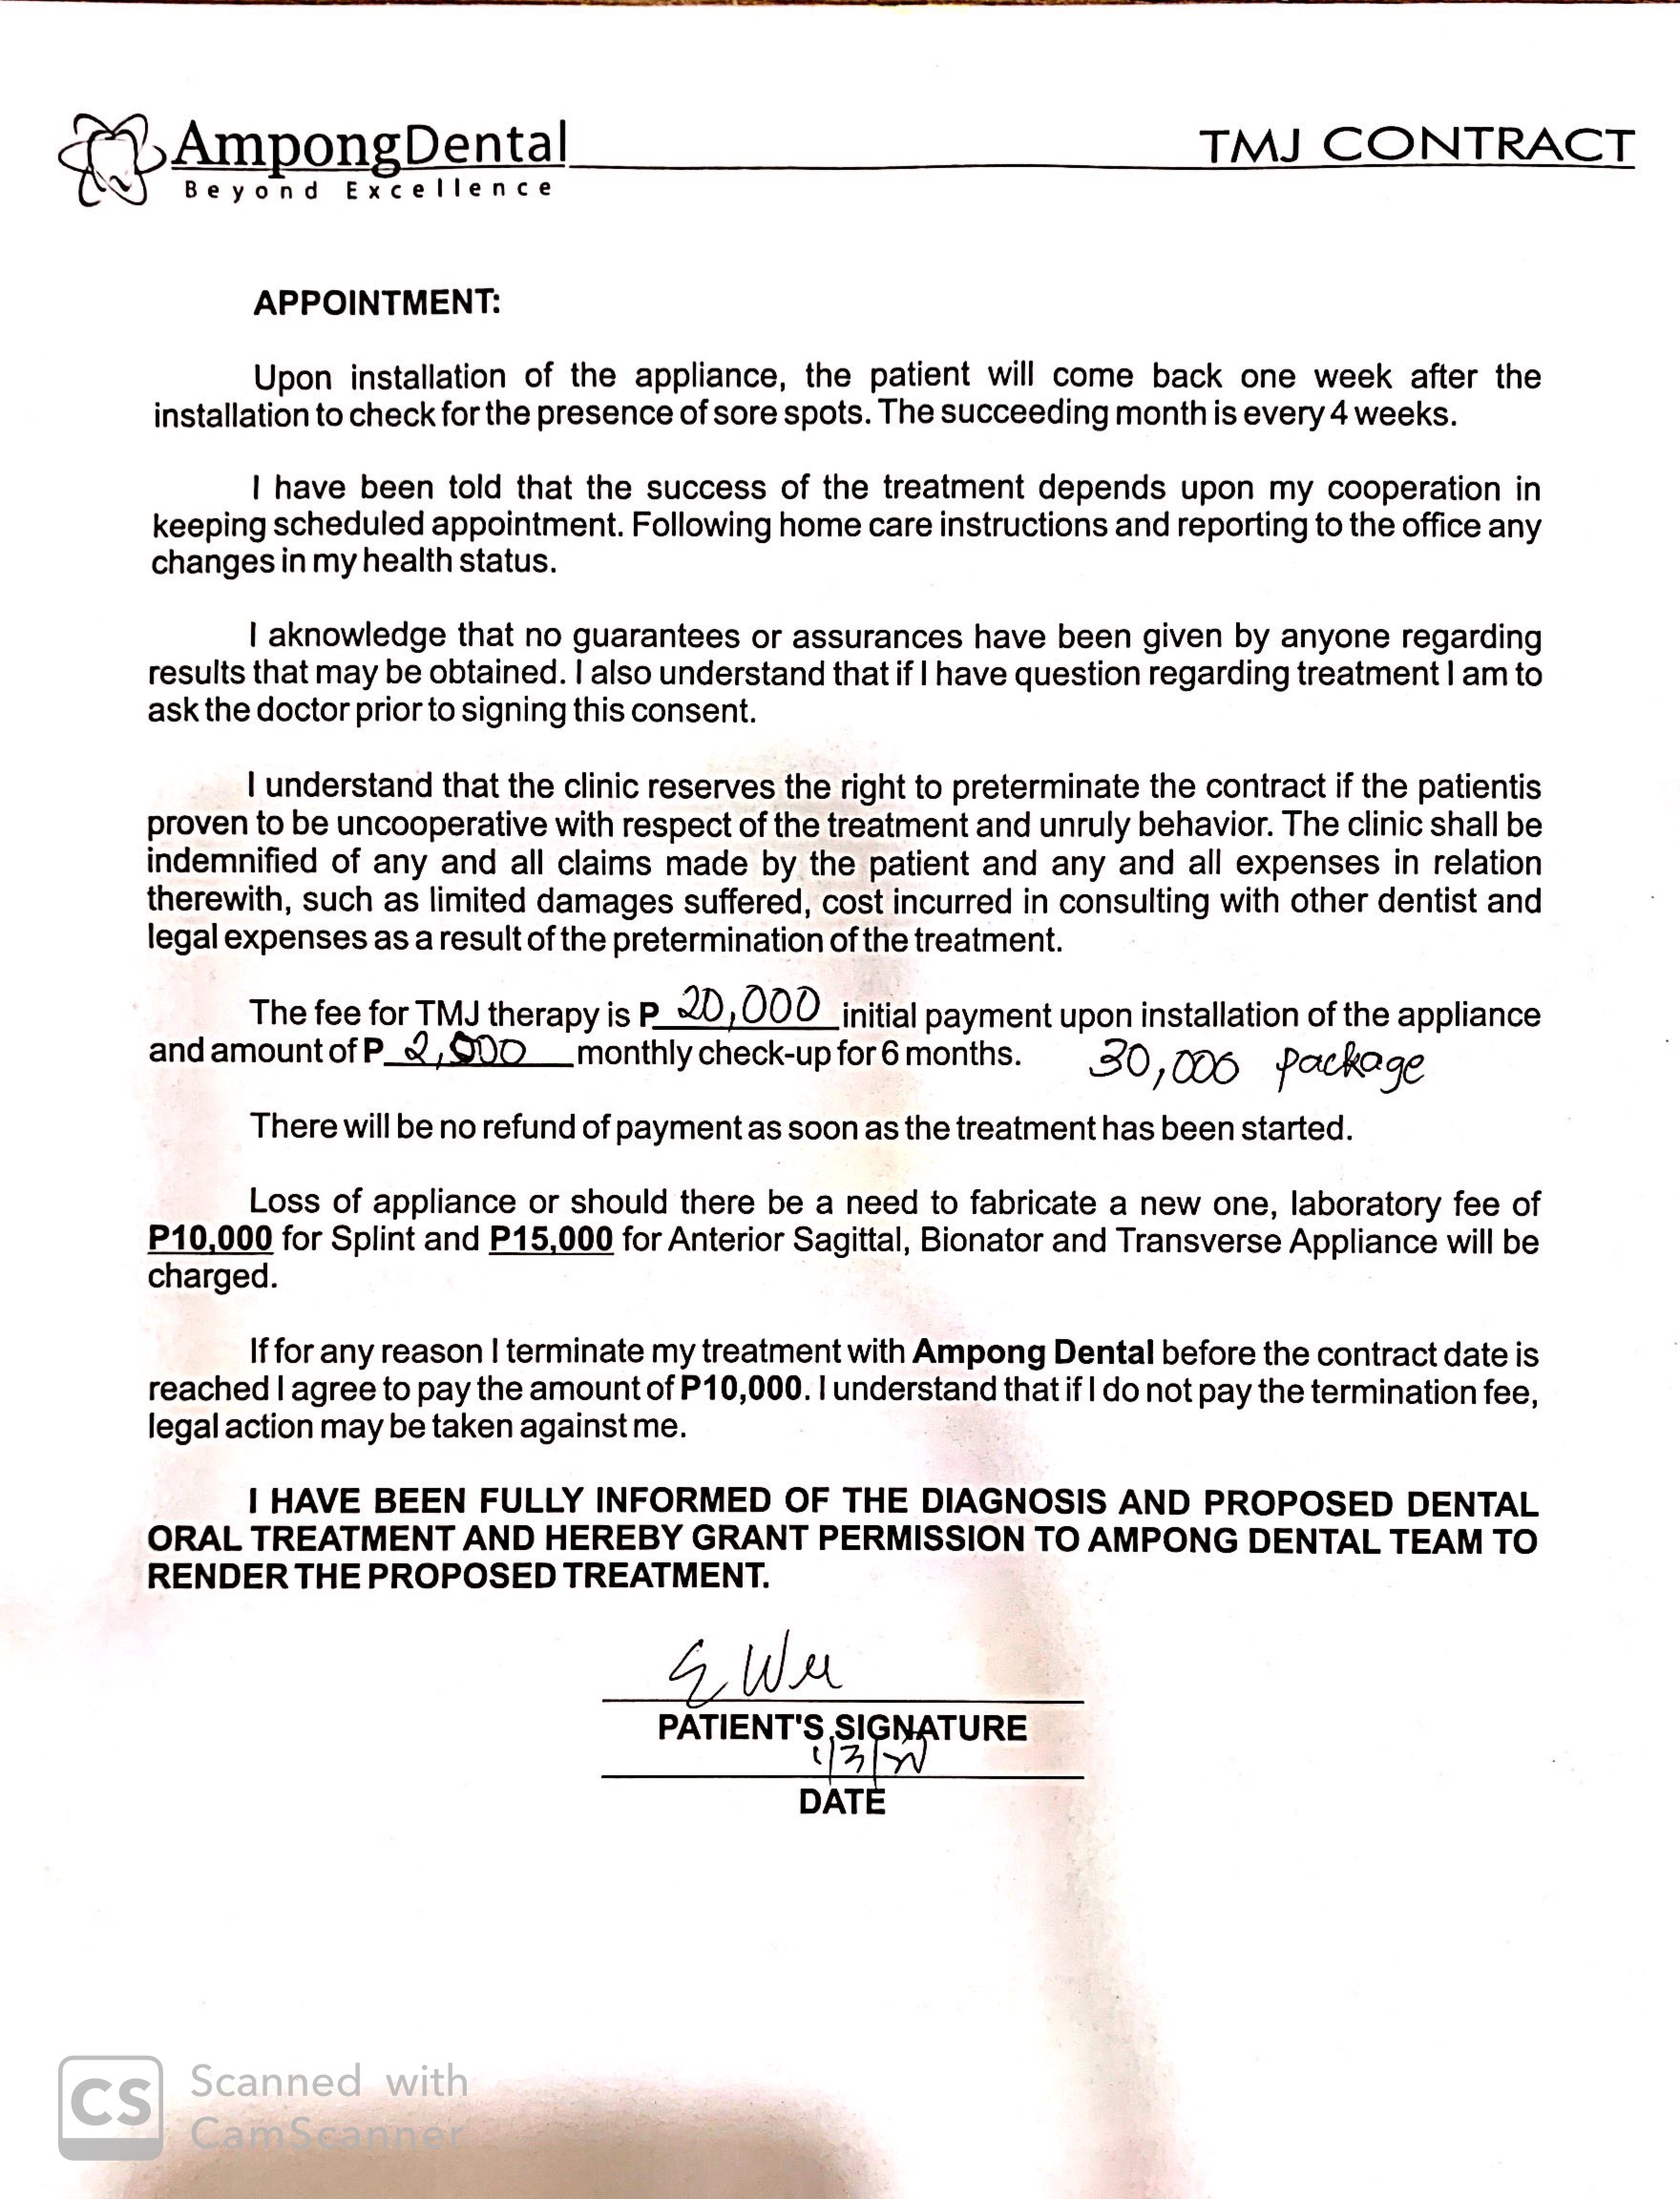 AmpongDental
Beyond Excellence
TMJ CONTRACT
APPOINTMENT:
Upon installation of the appliance, the patient will come back one week after the
installation to check for the presence of sore spots. The succeeding month is every 4 weeks.
I have been told that the success of the treatment depends upon my cooperation in
keeping scheduled appointment. Following home care instructions and reporting to the office any
changes in my health status.
I aknowledge that no guarantees or assurances have been given by anyone regarding
results that may be obtained. I also understand that if I have question regarding treatment I am to
ask the doctor prior to signing this consent.
I understand that the clinic reserves the right to preterminate the contract if the patientis
proven to be uncooperative with respect of the treatment and unruly behavior. The clinic shall be
indemnified of any and all claims made by the patient and any and all expenses in relation
therewith, such as limited damages suffered, cost incurred in consulting with other dentist and
legal expenses as a result of the pretermination of the treatment.
The fee for TMJ therapy is P 20,000 initial payment upon installation of the appliance
and amount of P monthly check-up for 6 months. 30,000 package
There will be no refund of payment as soon as the treatment has been started.
Loss of appliance or should there be a need to fabricate a new one, laboratory fee of
P10,000 for Splint and P15,000 for Anterior Sagittal, Bionator and Transverse Appliance will be
charged.
If for any reason I terminate my treatment with Ampong Dental before the contract date is
reached I agree to pay the amount of P10,000. I understand that if I do not pay the termination fee,
legal action may be taken against me.
I HAVE BEEN FULLY INFORMED OF THE DIAGNOSIS AND PROPOSED DENTAL
ORAL TREATMENT AND HEREBY GRANT PERMISSION TO AMPONG DENTAL TEAM TO
RENDER THE PROPOSED TREATMENT.
PATIENT'S SIGNATURE
DATE
CS
Scanned with
CamScanner